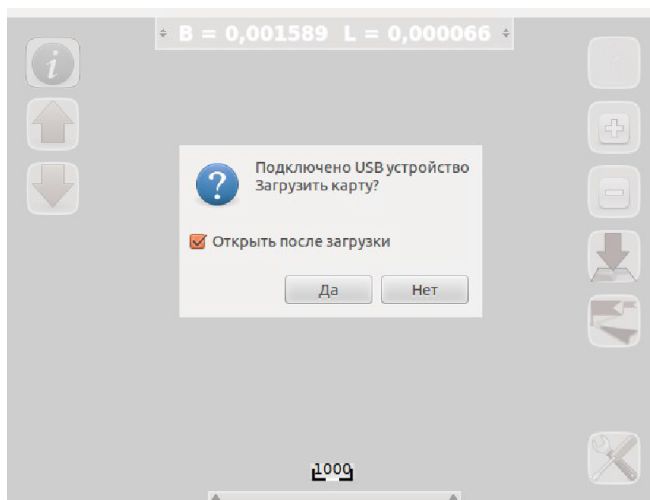 B = 0,001589 L = 0,000066
i
Подключено USB устройство
Загрузить карту?
?
Открыть после загрузки
Да
Нет
1000